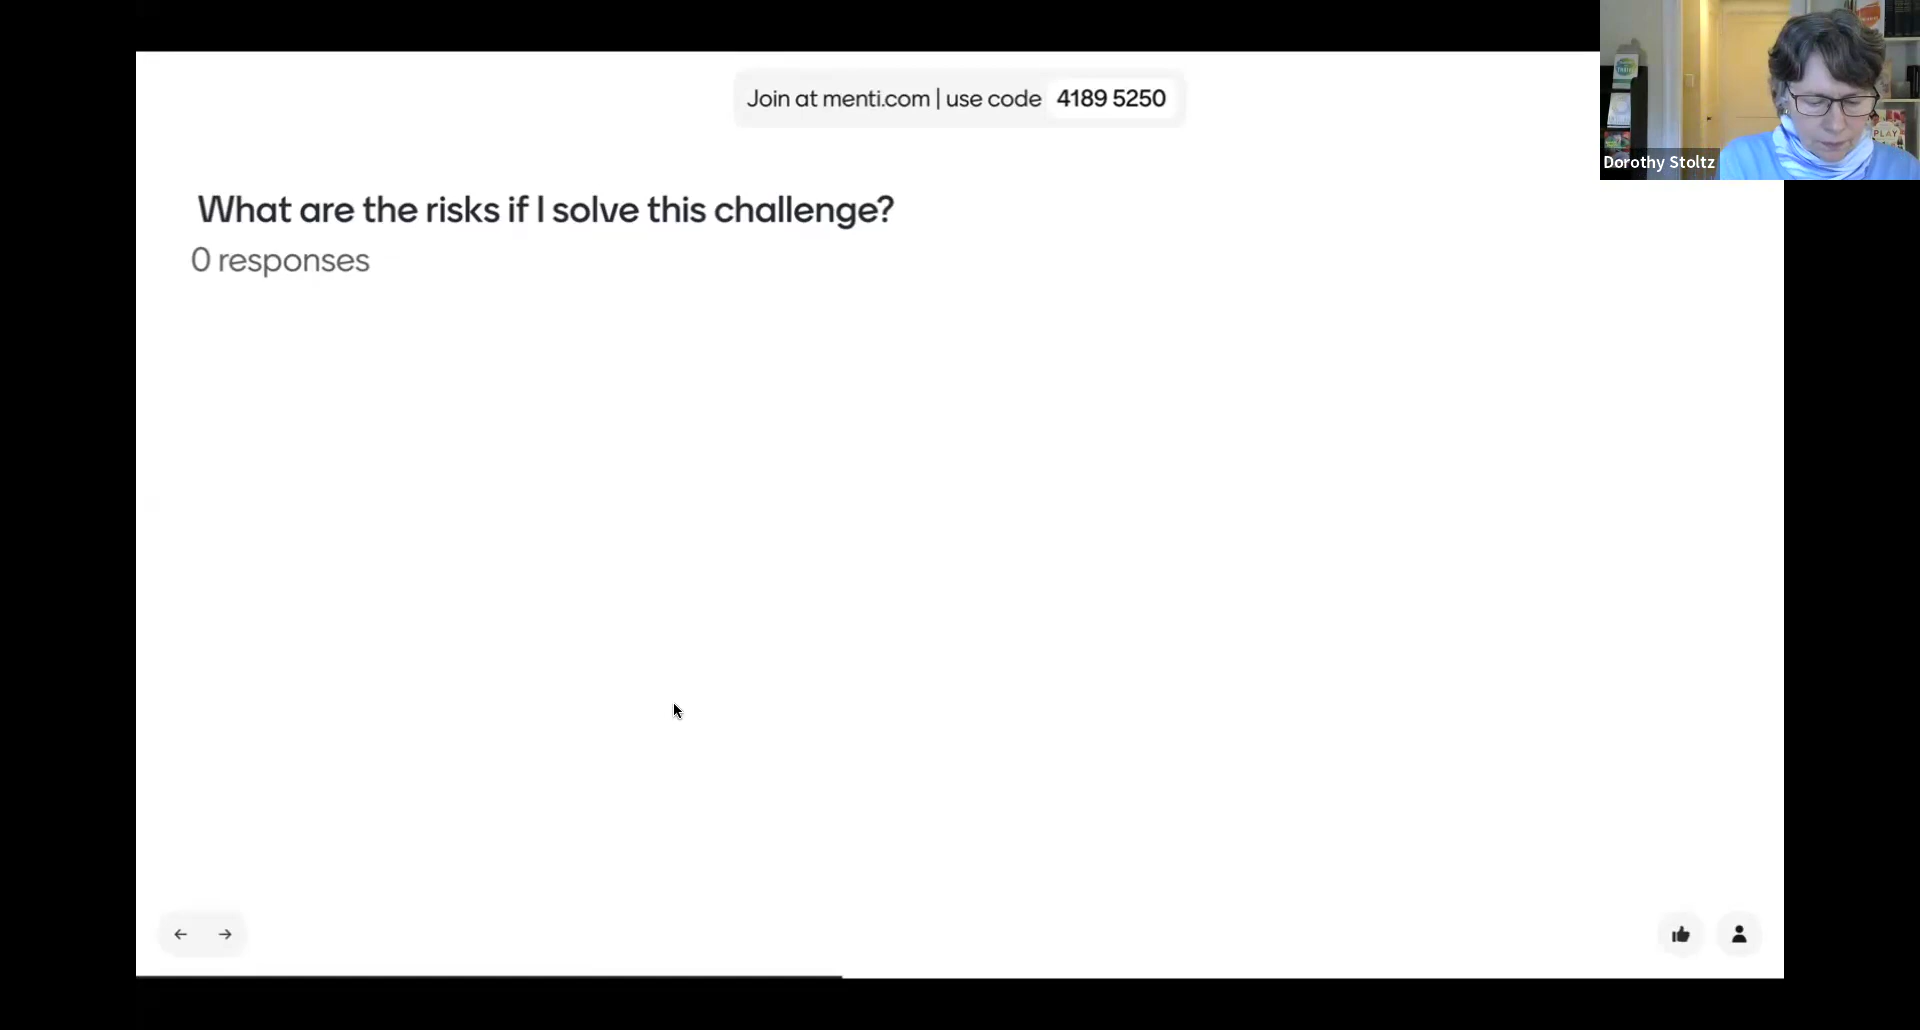 Join at menti.com | use code 4189 5250
Dorothy Stoltz
PLAY
What are the risks if I solve this challenge?
0 responses